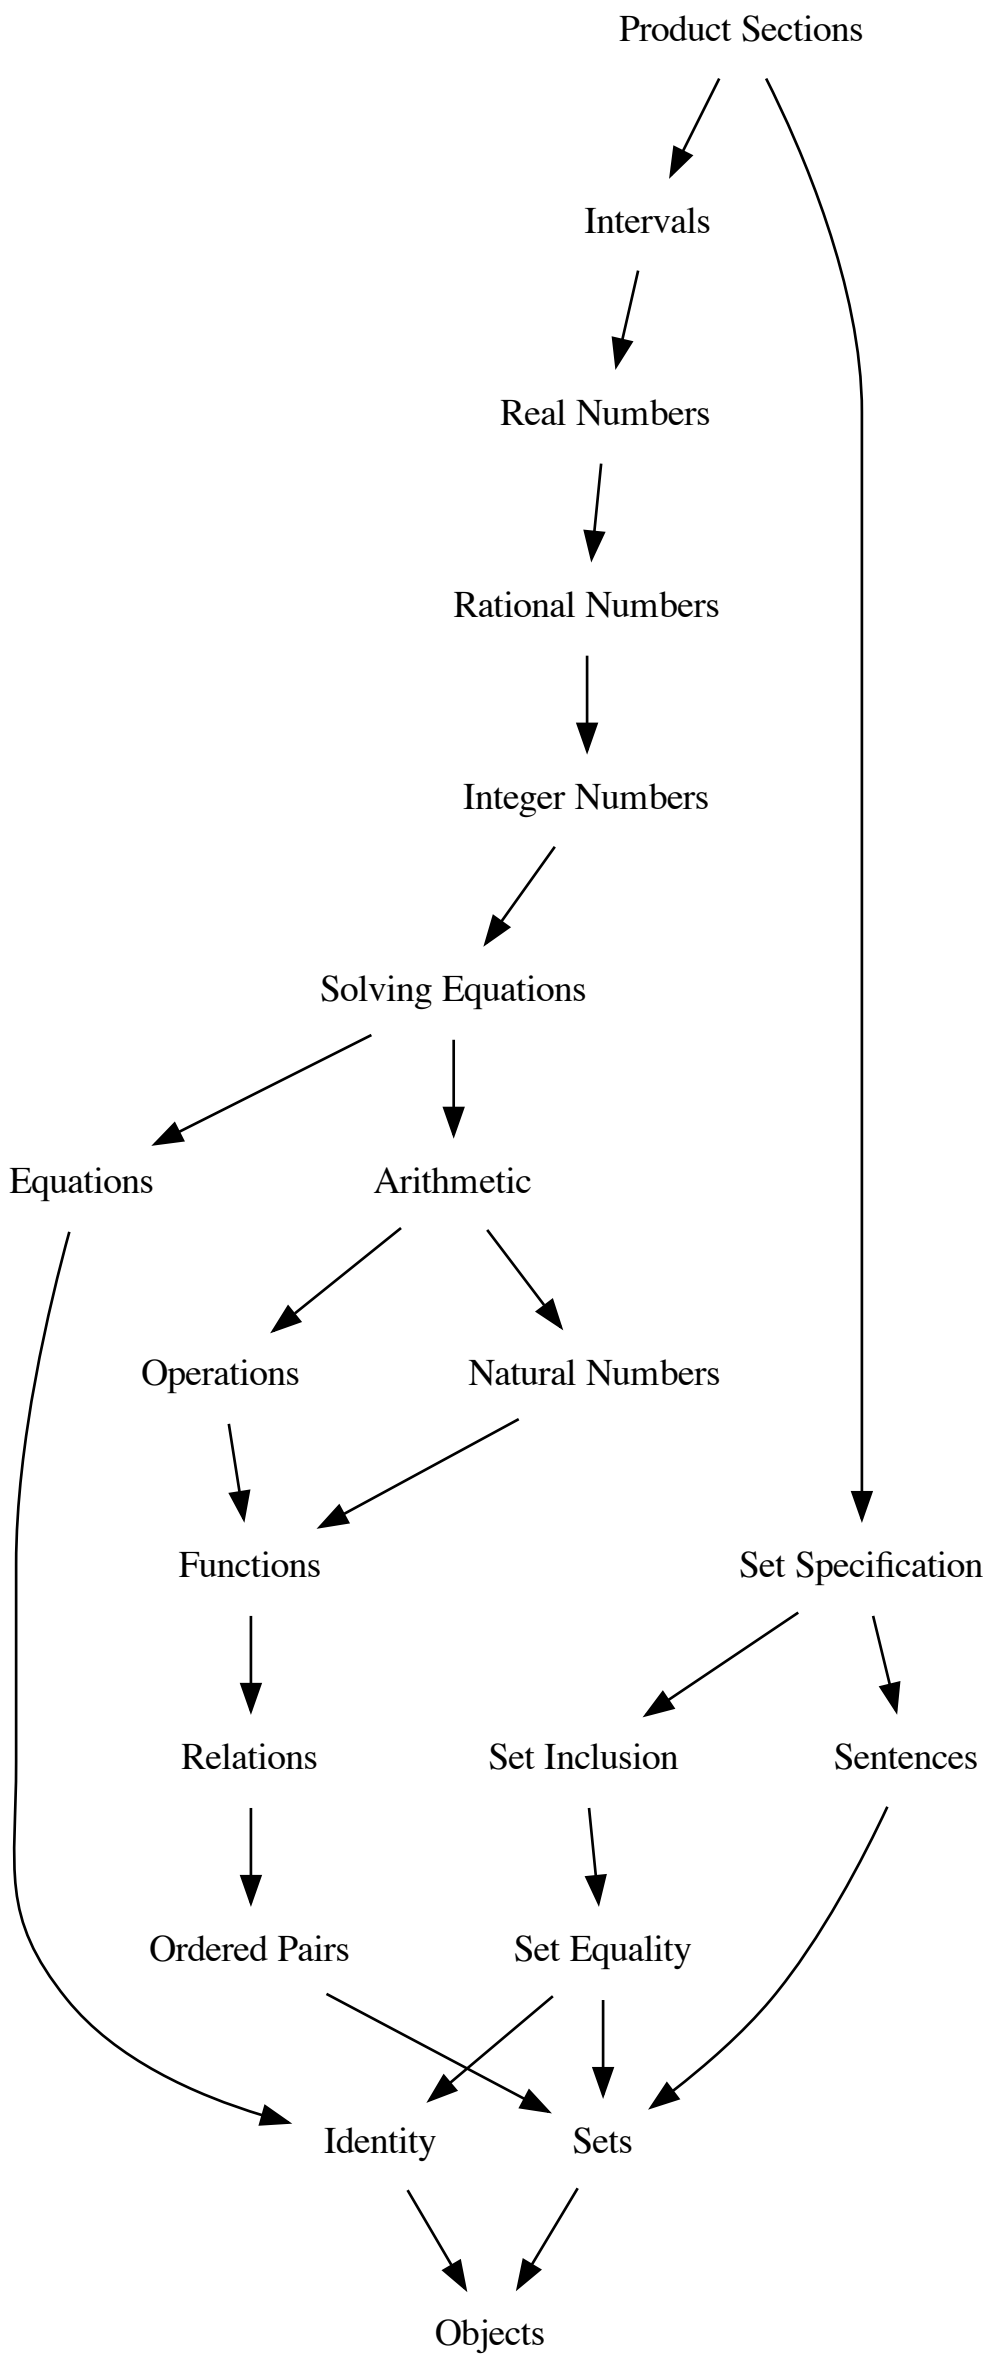 Product Sections
Intervals
Real Numbers
Rational Numbers
Integer Numbers
Solving Equations
Equations
Arithmetic
Operations
Natural Numbers
Functions
Set Specification
Relations
Set Inclusion
Sentences
Ordered Pairs
Set Equality
Identity
Sets
Objects